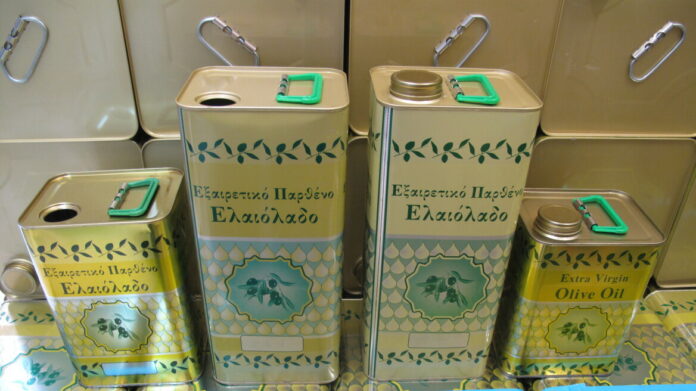 Εξαιρετικό Παρθένο
Ελαιόλαδο
Εξαιρετικό Παρθένο
Ελαιόλαδο
Εξαιρετικό Παρθένο
Ελαιόλαδο
Extra Virgin
Olive Oil